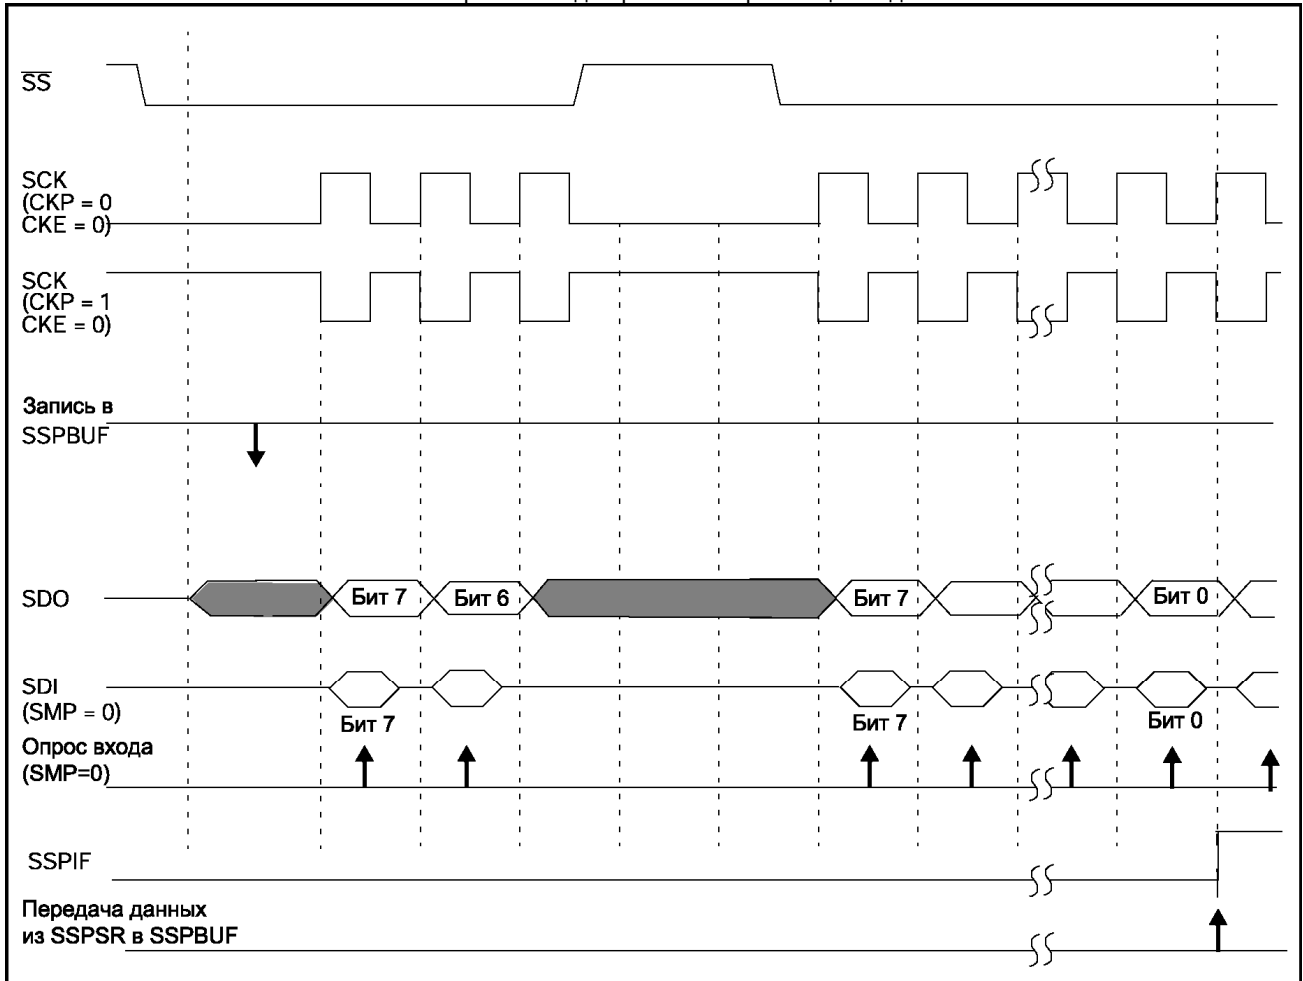 SS
SCK
(CKP = 0
CKE = 0)
SCK
(CKP = 1
CKE = 0)
Запись в
SSPBUF
SDO
Бит 7
Бит 6
Бит 7
Бит 0
SDI
(SMP = 0)
Бит 7
Бит 7
Бит 0
Опрос входа
(SMP=0)
SSPIF
Передача данных
из SSPSR в SSPBUF